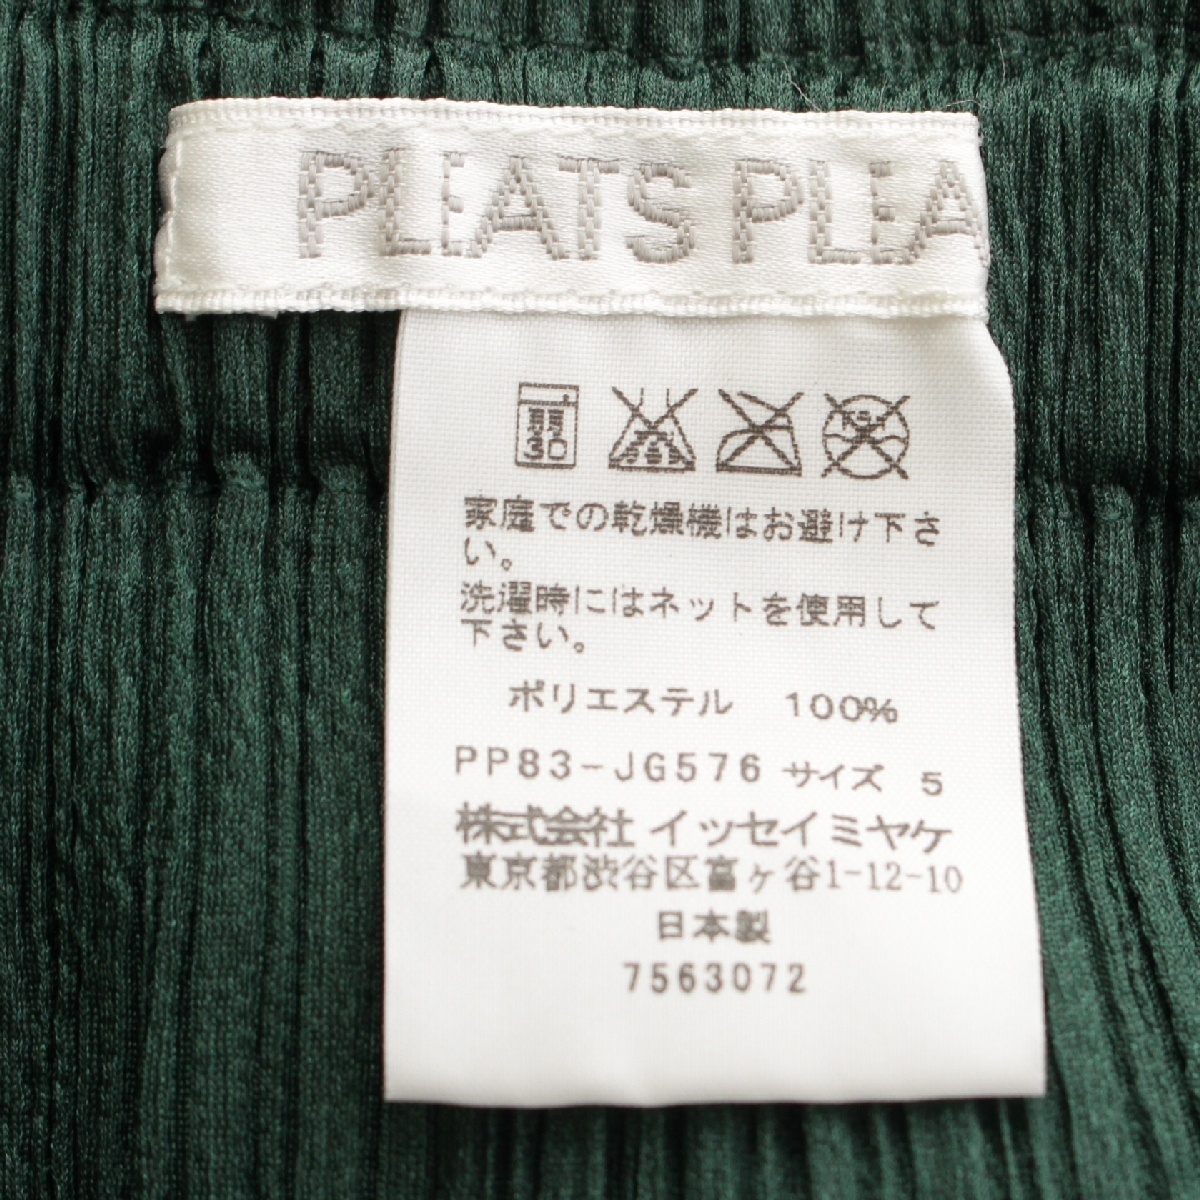 PLEATS PLEA
弱
30
家庭での乾燥機はお避け下さ
い。
洗濯時にはネットを使用して
下さい。
ポリエステル 100%
PP83-JG576 サイズ 5
株式会社 イッセイミヤケ
東京都渋谷区富ヶ谷1-12-10
日本製
7563072